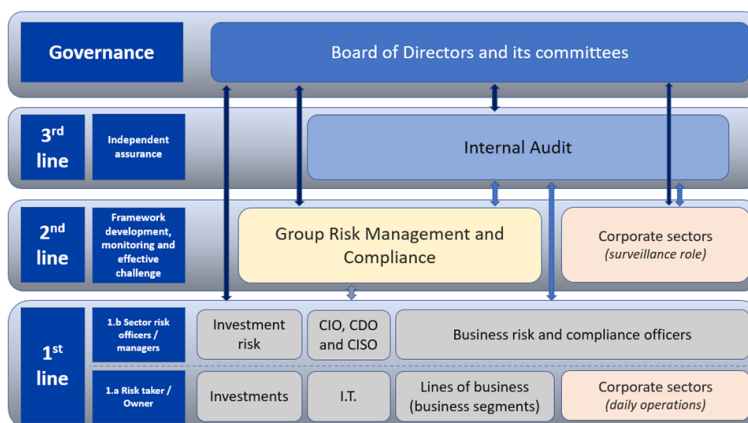 Governance
Board of Directors and its committees
3rd
line
Independent
assurance
Internal Audit
2nd
line
Framework
development,
monitoring and
effective
challenge
Group Risk Management and
Compliance
Corporate sectors
(surveillance role)
1st
line
1.b Sector risk
officers /
managers
Investment
risk
CIO, CDO
and CISO
Business risk and compliance officers
1.a Risk taker /
Owner
Investments
I.T.
Lines of business
(business segments)
Corporate sectors
(daily operations)